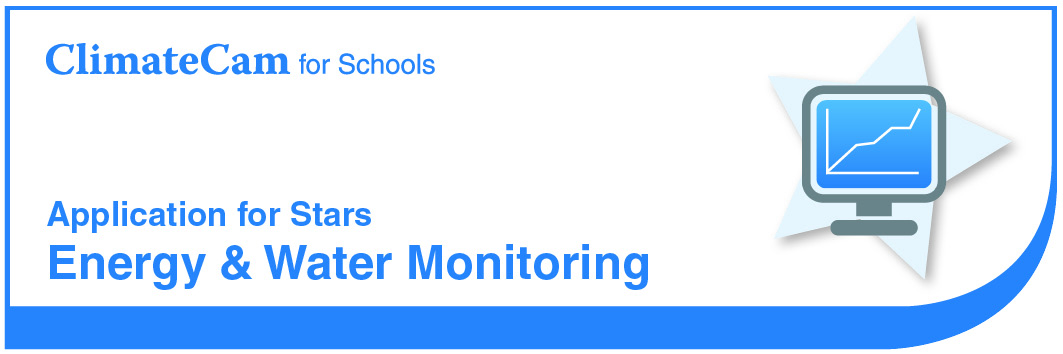 ClimateCam for Schools
Application for Stars
Energy & Water Monitoring